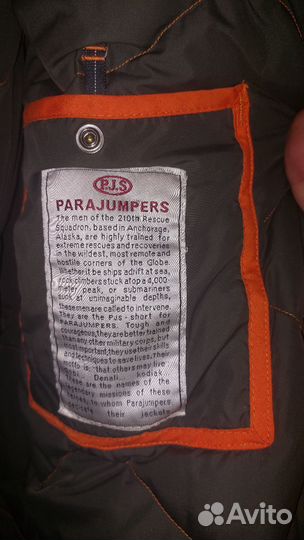 P.J.S
PARAJUMPERS
The men of the 210th Rescue
Squadron, based in Anchorage,
Alaska, are highly trained for
extreme rescues and recoveries
in the wildest, most remote and
hostile corners of the Globe.
Whether it be ships adrift at sea,
rock climbers stuck atop a 4,000-
meter peak, or submariners
stuck at unimaginable depths,
these men are called to intervene.
They are the PJS - short for
PARAJUMPERS. Tough and
courageous, they are better trained
than any other military corps, but
important, they use their skills
and techniques to save lives, their
is: that others may live
Denali kodiak
are the names of the
legendary missions of these
to whom Parajumpers
their jackets
Avito